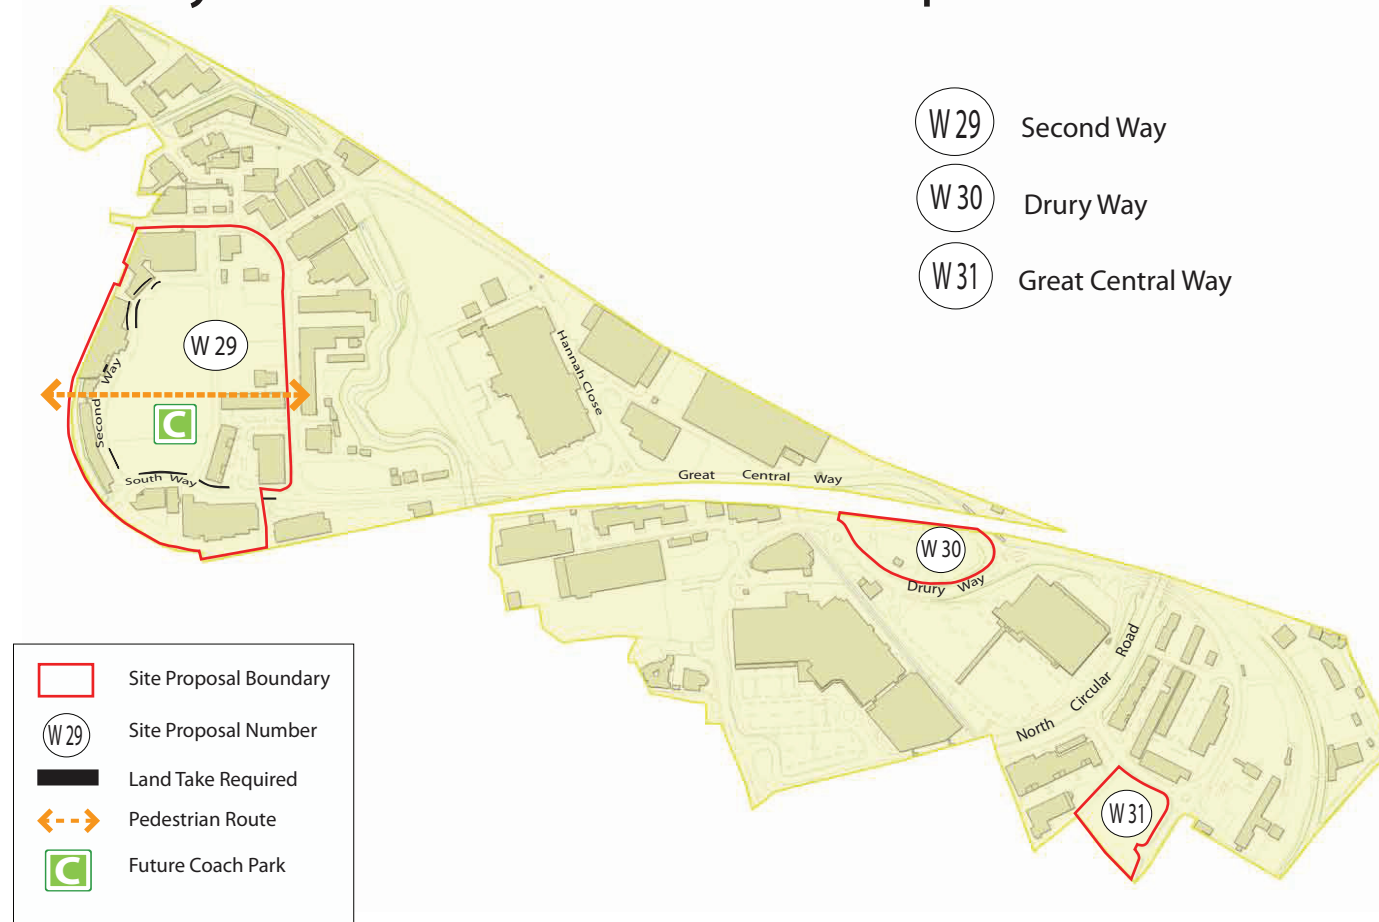 W 29 Second Way
W 30 Drury Way
W 31 Great Central Way
W 29
Hannah Close
Second Way
C
South Way
Great Central Way
W 30
Drury Way
North Circular Road
W 31
Site Proposal Boundary
W 29 Site Proposal Number
Land Take Required
Pedestrian Route
C Future Coach Park